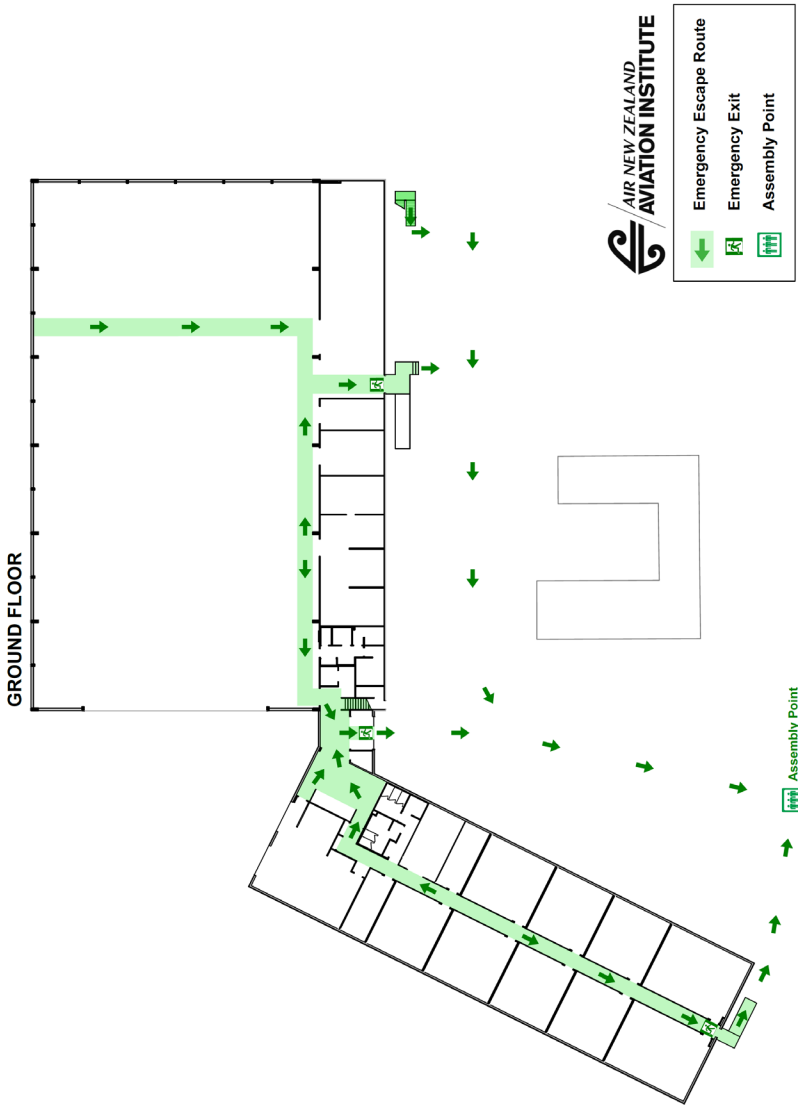 GROUND FLOOR
AIR NEW ZEALAND
AVIATION INSTITUTE
Emergency Escape Route
Emergency Exit
Assembly Point
Assembly Point